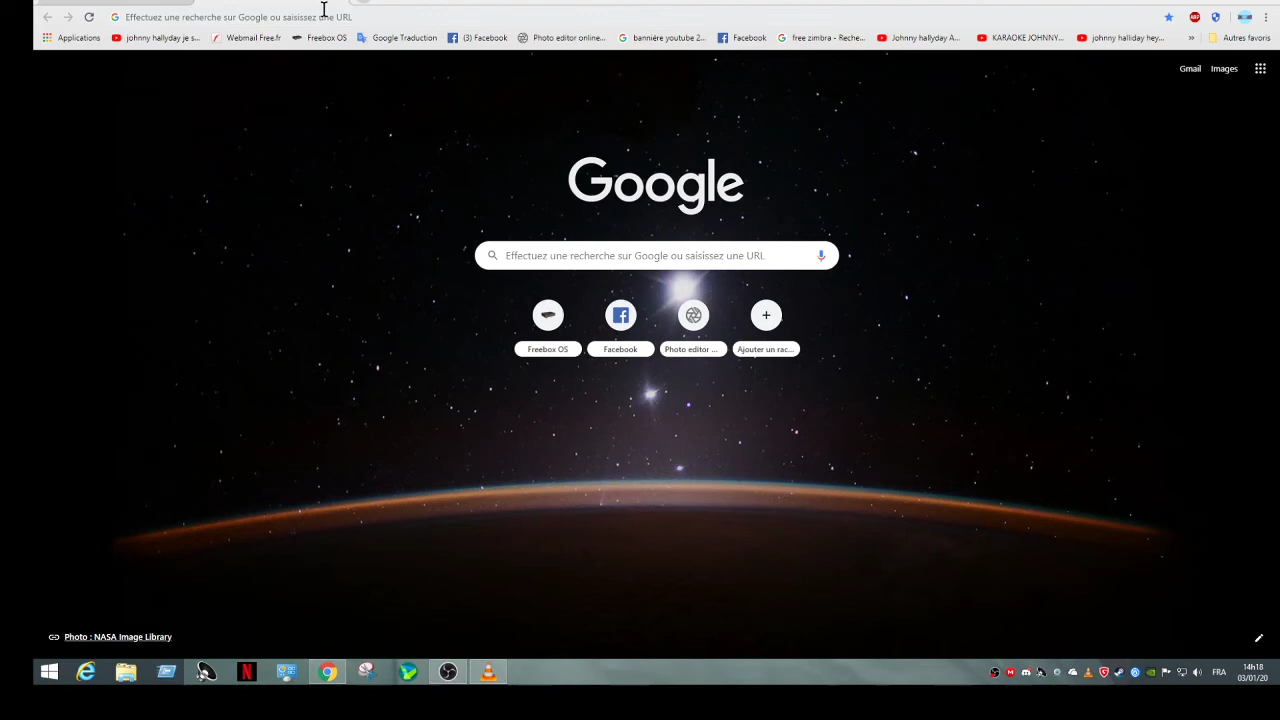 Effectuez une recherche sur Google ou saisissez une URL
Applications johnny hallyday je s... Webmail Free.fr Freebox OS Google Traduction (3) Facebook Photo editor online... bannière youtube 2... Facebook free zimbra - Reche... Johnny hallyday A... KARAOKE JOHNNY... johnny halliday hey... » Autres favoris
Gmail Images
Google
Effectuez une recherche sur Google ou saisissez une URL
Freebox OS Facebook Photo editor ... Ajouter un rac...
Photo : NASA Image Library
FRA 14h18
03/01/20